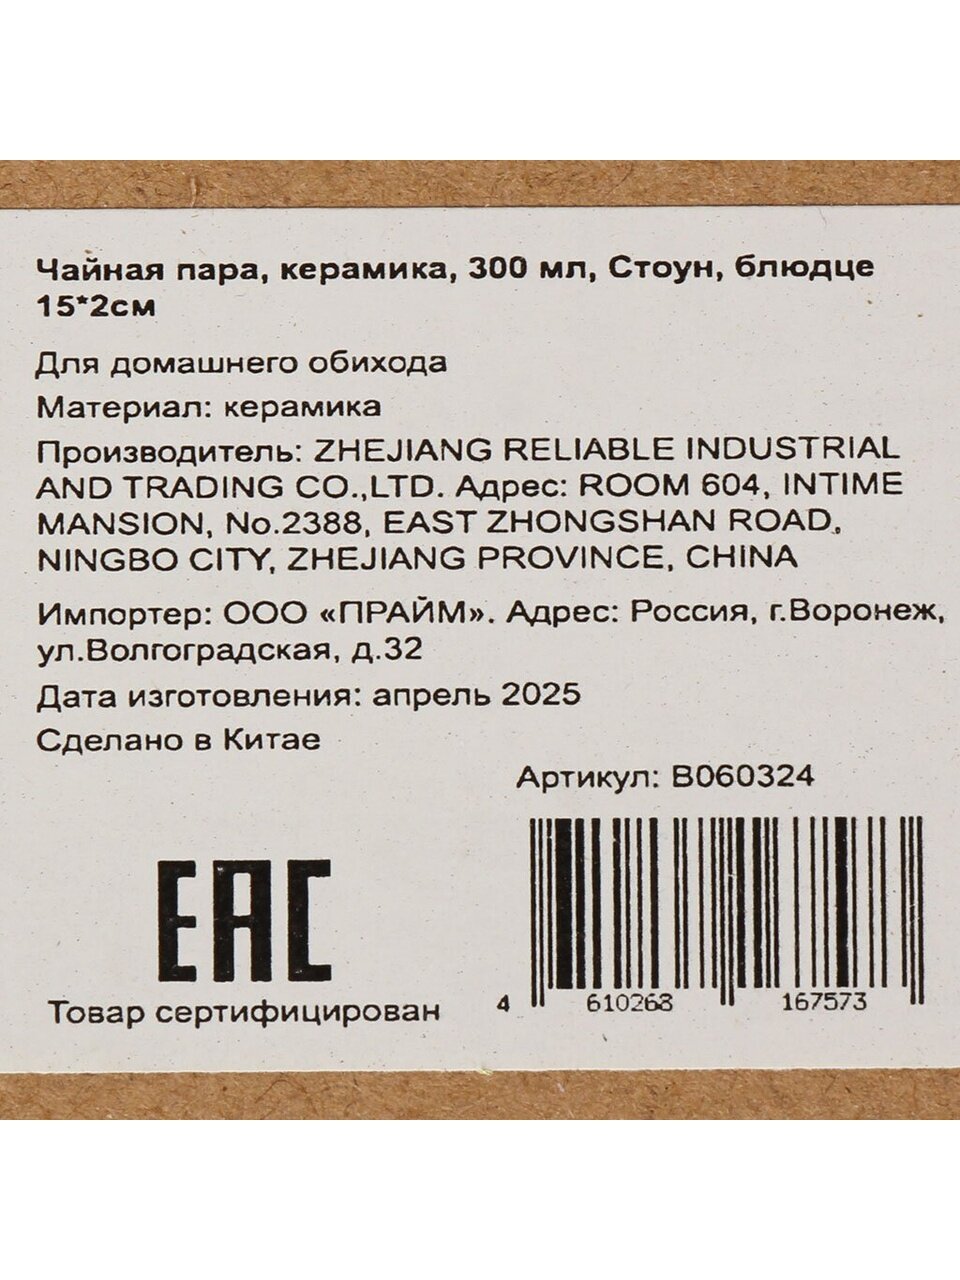 Чайная пара, керамика, 300 мл, Стоун, блюдце
15*2см
Для домашнего обихода
Материал: керамика
Производитель: ZHEJIANG RELIABLE INDUSTRIAL
AND TRADING CO.,LTD. Адрес: ROOM 604, INTIME
MANSION, No.2388, EAST ZHONGSHAN ROAD,
NINGBO CITY, ZHEJIANG PROVINCE, CHINA
Импортер: ООО «ПРАЙМ». Адрес: Россия, г.Воронеж,
ул.Волгоградская, д.32
Дата изготовления: апрель 2025
Сделано в Китае
Артикул: B060324
EAC
Товар сертифицирован
4 610268 167573